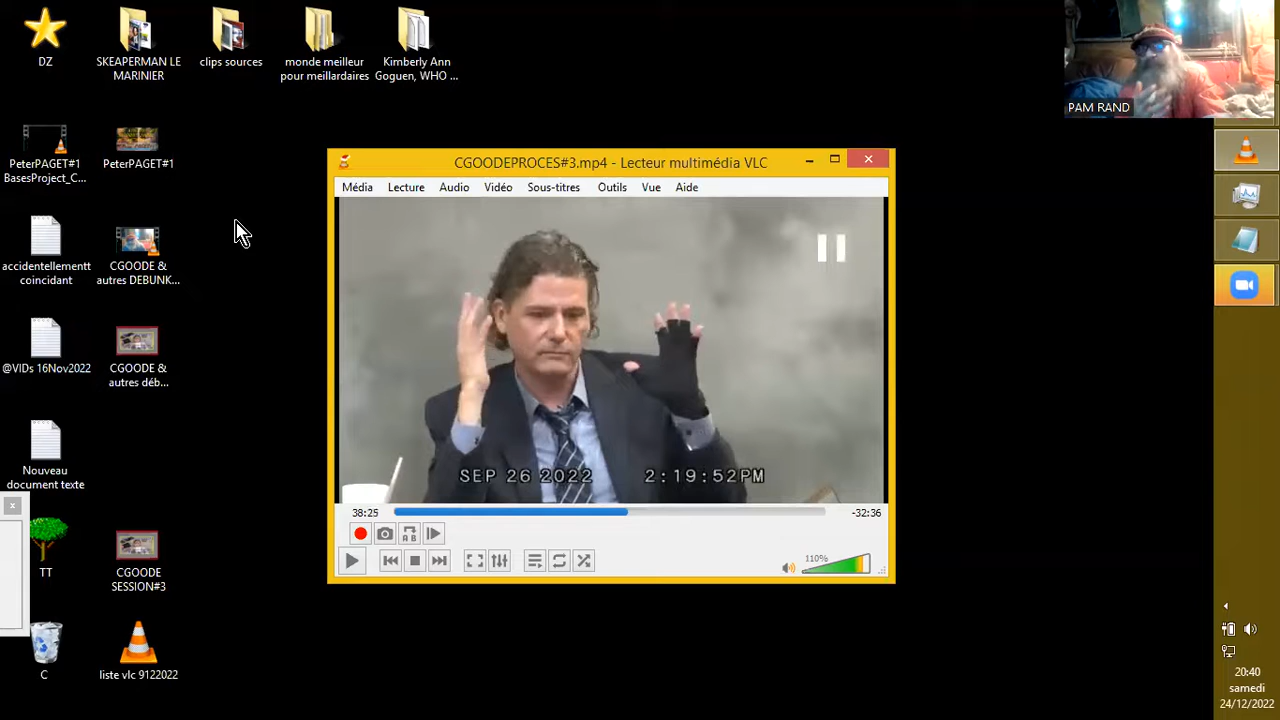 DZ
SKEAPERMAN LE
MARINIER
clips sources
monde meilleur
pour meillardaires
Kimberly Ann
Goguen, WHO ...
PAM RAND
PeterPAGET#1
BasesProject_C...
PeterPAGET#1
CGOODEPROCES#3.mp4 - Lecteur multimédia VLC
Média Lecture Audio Vidéo Sous-titres Outils Vue Aide
accidentellementt
coincidant
CGOODE &
autres DEBUNK...
@VIDs 16Nov2022
CGOODE &
autres déb...
Nouveau
document texte
SEP 26 2022 2:19:52PM
38:25
-32:36
A B
110%
x
TT
CGOODE
SESSION#3
C
liste vlc 9122022
20:40
samedi
24/12/2022